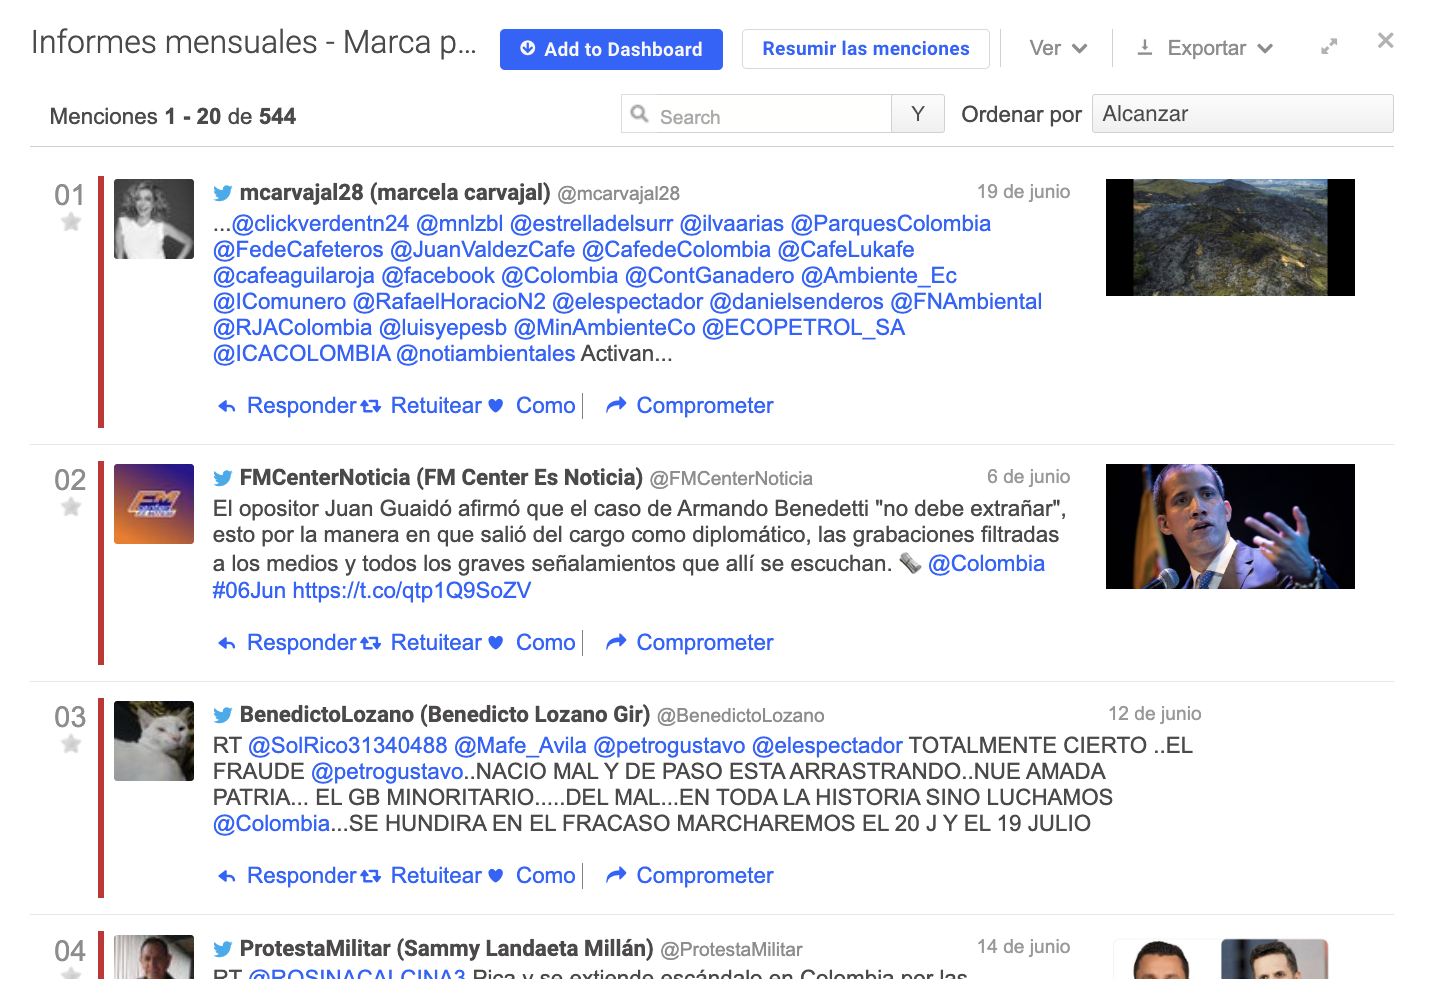 Informes mensuales - Marca p...
Add to Dashboard
Resumir las menciones
Ver
Exportar
Menciones 1 - 20 de 544
Search
Y
Ordenar por
Alcanzar
01
mcarvajal28 (marcela carvajal) @mcarvajal28
19 de junio
...@clickverdentn24 @mnlzbl @estrelladelsurr @ilvaarias @ParquesColombia
@FedeCafeteros @JuanValdezCafe @CafedeColombia @CafeLukafe
@cafeaguilaroja @facebook @Colombia @ContGanadero @Ambiente_Ec
@IComunero @RafaelHoracioN2 @elespectador @danielsenderos @FNAmbiental
@RJAColombia @luisyepesb @MinAmbienteCo @ECOPETROL_SA
@ICACOLOMBIA @notiambientales Activan...
Responder Retuitear Como Comprometer
02
FM
center
ES NOTICIA
FMCenterNoticia (FM Center Es Noticia) @FMCenterNoticia
6 de junio
El opositor Juan Guaidó afirmó que el caso de Armando Benedetti "no debe extrañar",
esto por la manera en que salió del cargo como diplomático, las grabaciones filtradas
a los medios y todos los graves señalamientos que allí se escuchan. 🗞 @Colombia
#06Jun https://t.co/qtp1Q9SoZV
Responder Retuitear Como Comprometer
03
BenedictoLozano (Benedicto Lozano Gir) @BenedictoLozano
12 de junio
RT @SolRico31340488 @Mafe_Avila @petrogustavo @elespectador TOTALMENTE CIERTO ..EL
FRAUDE @petrogustavo..NACIO MAL Y DE PASO ESTA ARRASTRANDO..NUE AMADA
PATRIA... EL GB MINORITARIO.....DEL MAL...EN TODA LA HISTORIA SINO LUCHAMOS
@Colombia...SE HUNDIRA EN EL FRACASO MARCHAREMOS EL 20 J Y EL 19 JULIO
Responder Retuitear Como Comprometer
04
ProtestaMilitar (Sammy Landaeta Millán) @ProtestaMilitar
14 de junio
RT @ROSINACALCINA3 Rica y se extiende escándalo en Colombia por las